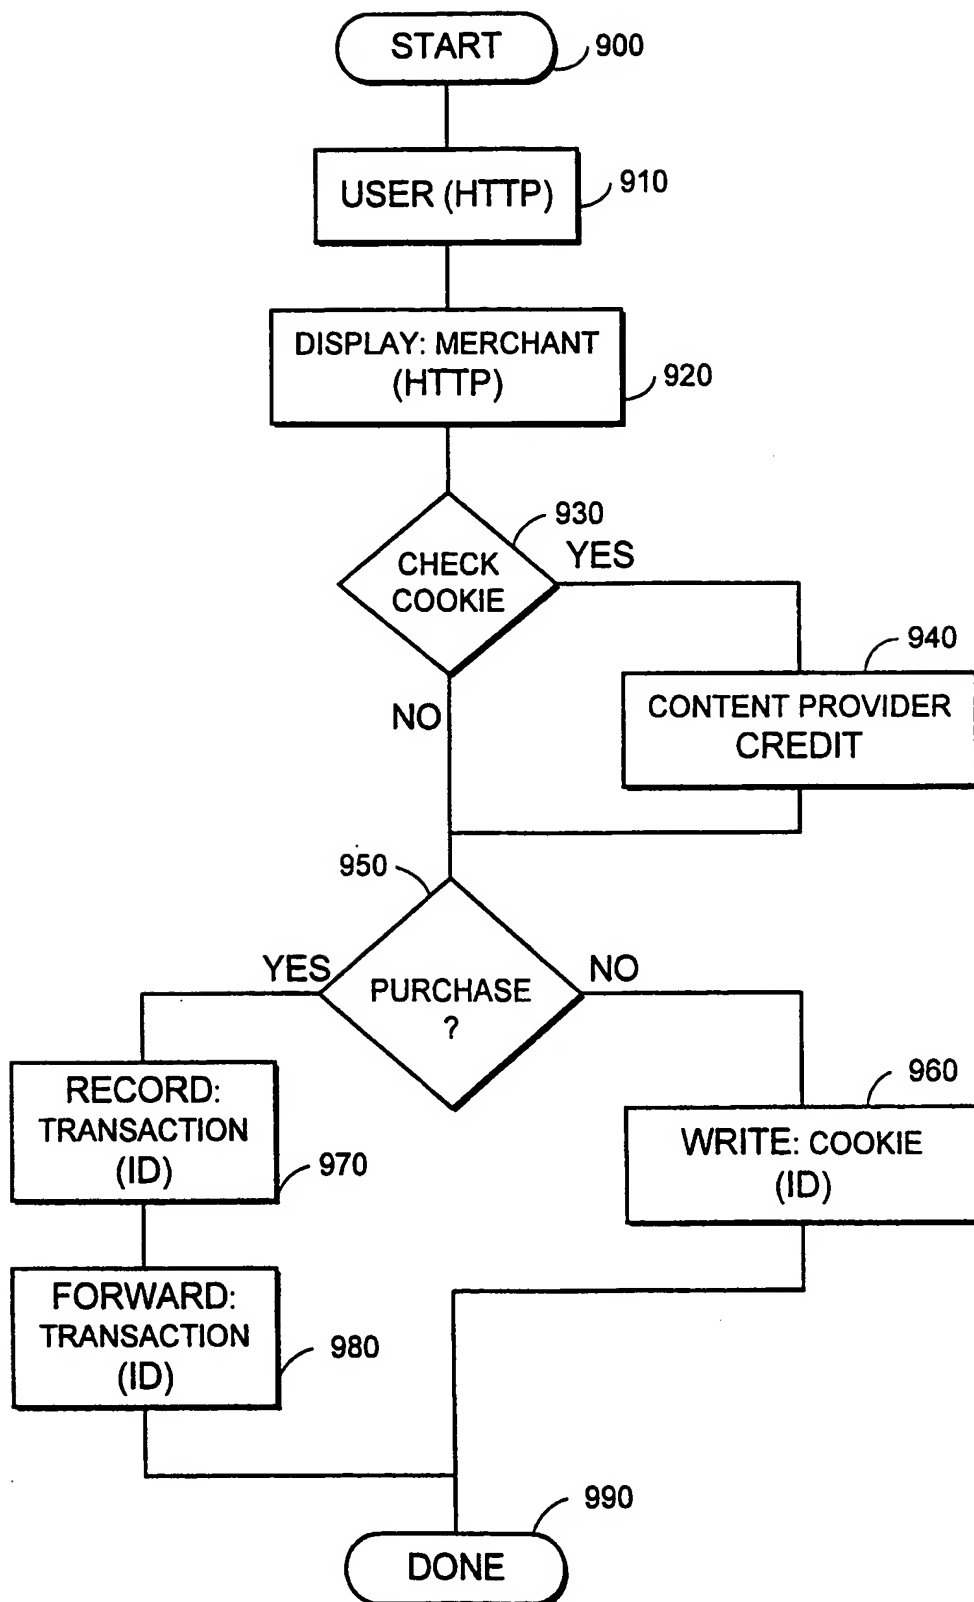 START
900
USER (HTTP)
910
DISPLAY: MERCHANT
(HTTP)
920
930
CHECK
COOKIE
YES
NO
940
CONTENT PROVIDER
CREDIT
950
YES
PURCHASE
?
NO
RECORD:
TRANSACTION
(ID)
970
960
WRITE: COOKIE
(ID)
FORWARD:
TRANSACTION
(ID)
980
990
DONE